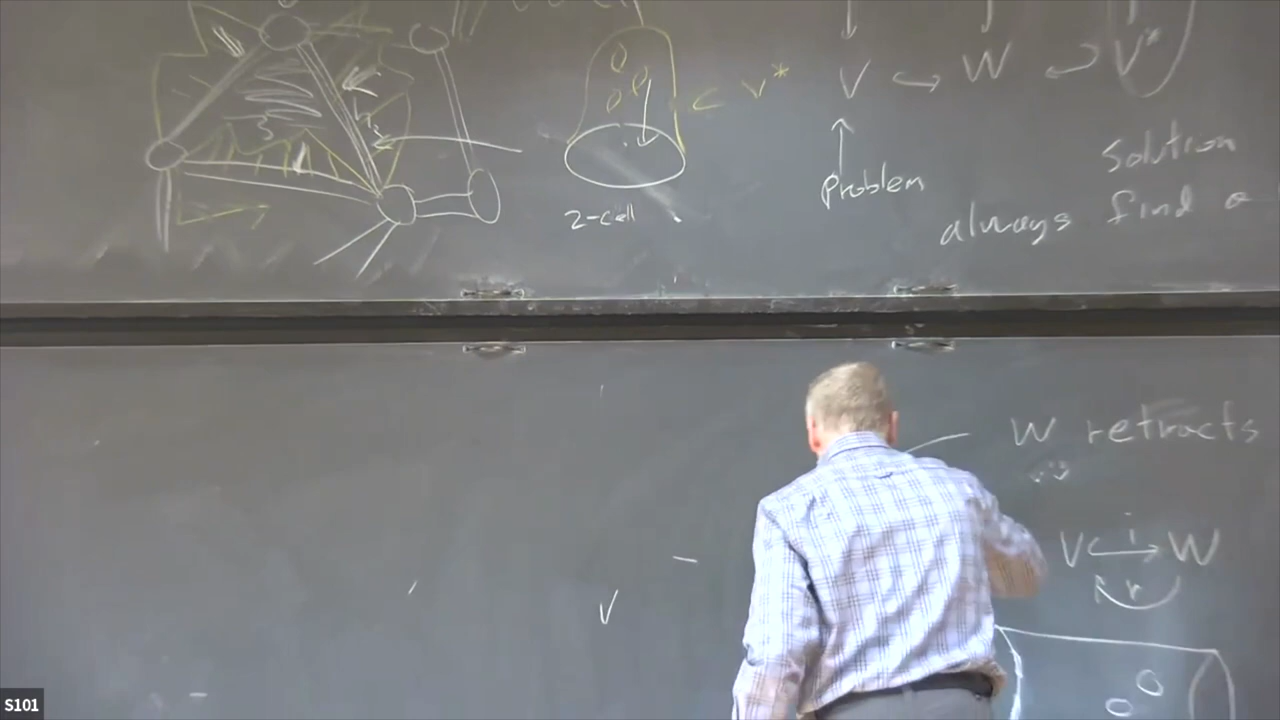 ⊂ V*
2-cell
V ↪ W ↩ V*
Problem
Solution
always find a
W retracts
V
V ↪ W
i
r
S101